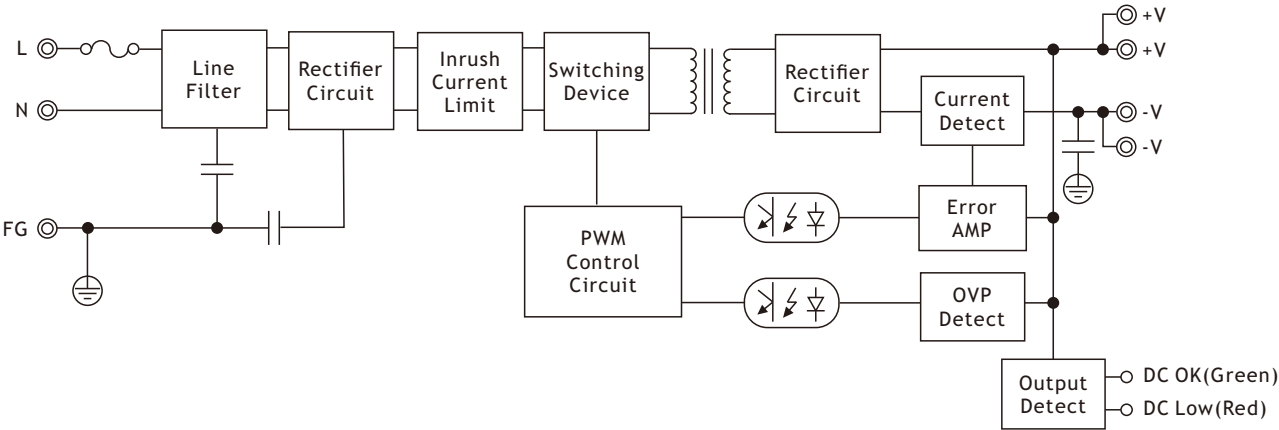 +V
L
+V
Line
Filter
Rectifier
Circuit
Inrush
Current
Limit
Switching
Device
Rectifier
Circuit
Current
Detect
N
-V
-V
FG
PWM
Control
Circuit
Error
AMP
OVP
Detect
Output
Detect
DC OK(Green)
DC Low(Red)